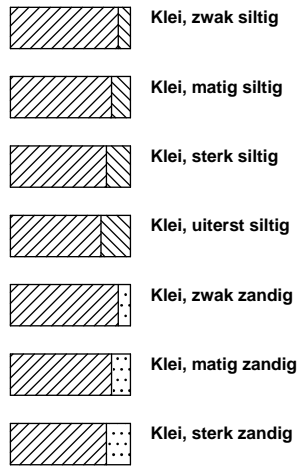 Klei, zwak siltig
Klei, matig siltig
Klei, sterk siltig
Klei, uiterst siltig
Klei, zwak zandig
Klei, matig zandig
Klei, sterk zandig